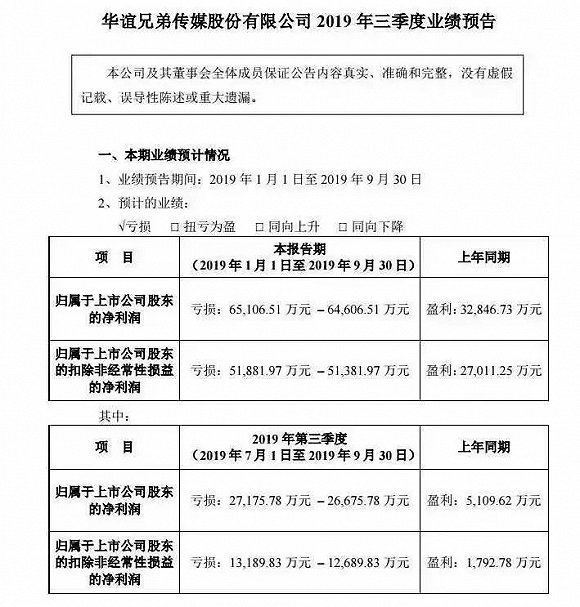 华谊兄弟传媒股份有限公司 2019 年三季度业绩预告
本公司及其董事会全体成员保证公告内容真实、准确和完整，没有虚假
记载、误导性陈述或重大遗漏。
一、本期业绩预计情况
1、业绩预告期间：2019 年 1 月 1 日至 2019 年 9 月 30 日
2、预计的业绩：
√亏损 □ 扭亏为盈 □ 同向上升 □ 同向下降
项 目
本报告期
（2019 年 1 月 1 日至 2019 年 9 月 30 日）
上年同期
归属于上市公司股东
的净利润
亏损：65,106.51 万元 –64,606.51 万元
盈利：32,846.73 万元
归属于上市公司股东
的扣除非经常性损益
的净利润
亏损：51,881.97 万元 –51,381.97 万元
盈利：27,011.25 万元
其中：
项 目
2019 年第三季度
（2019 年 7 月 1 日至 2019 年 9 月 30 日）
上年同期
归属于上市公司股东
的净利润
亏损：27,175.78 万元 –26,675.78 万元
盈利：5,109.62 万元
归属于上市公司股东
的扣除非经常性损益
的净利润
亏损：13,189.83 万元 –12,689.83 万元
盈利：1,792.78 万元